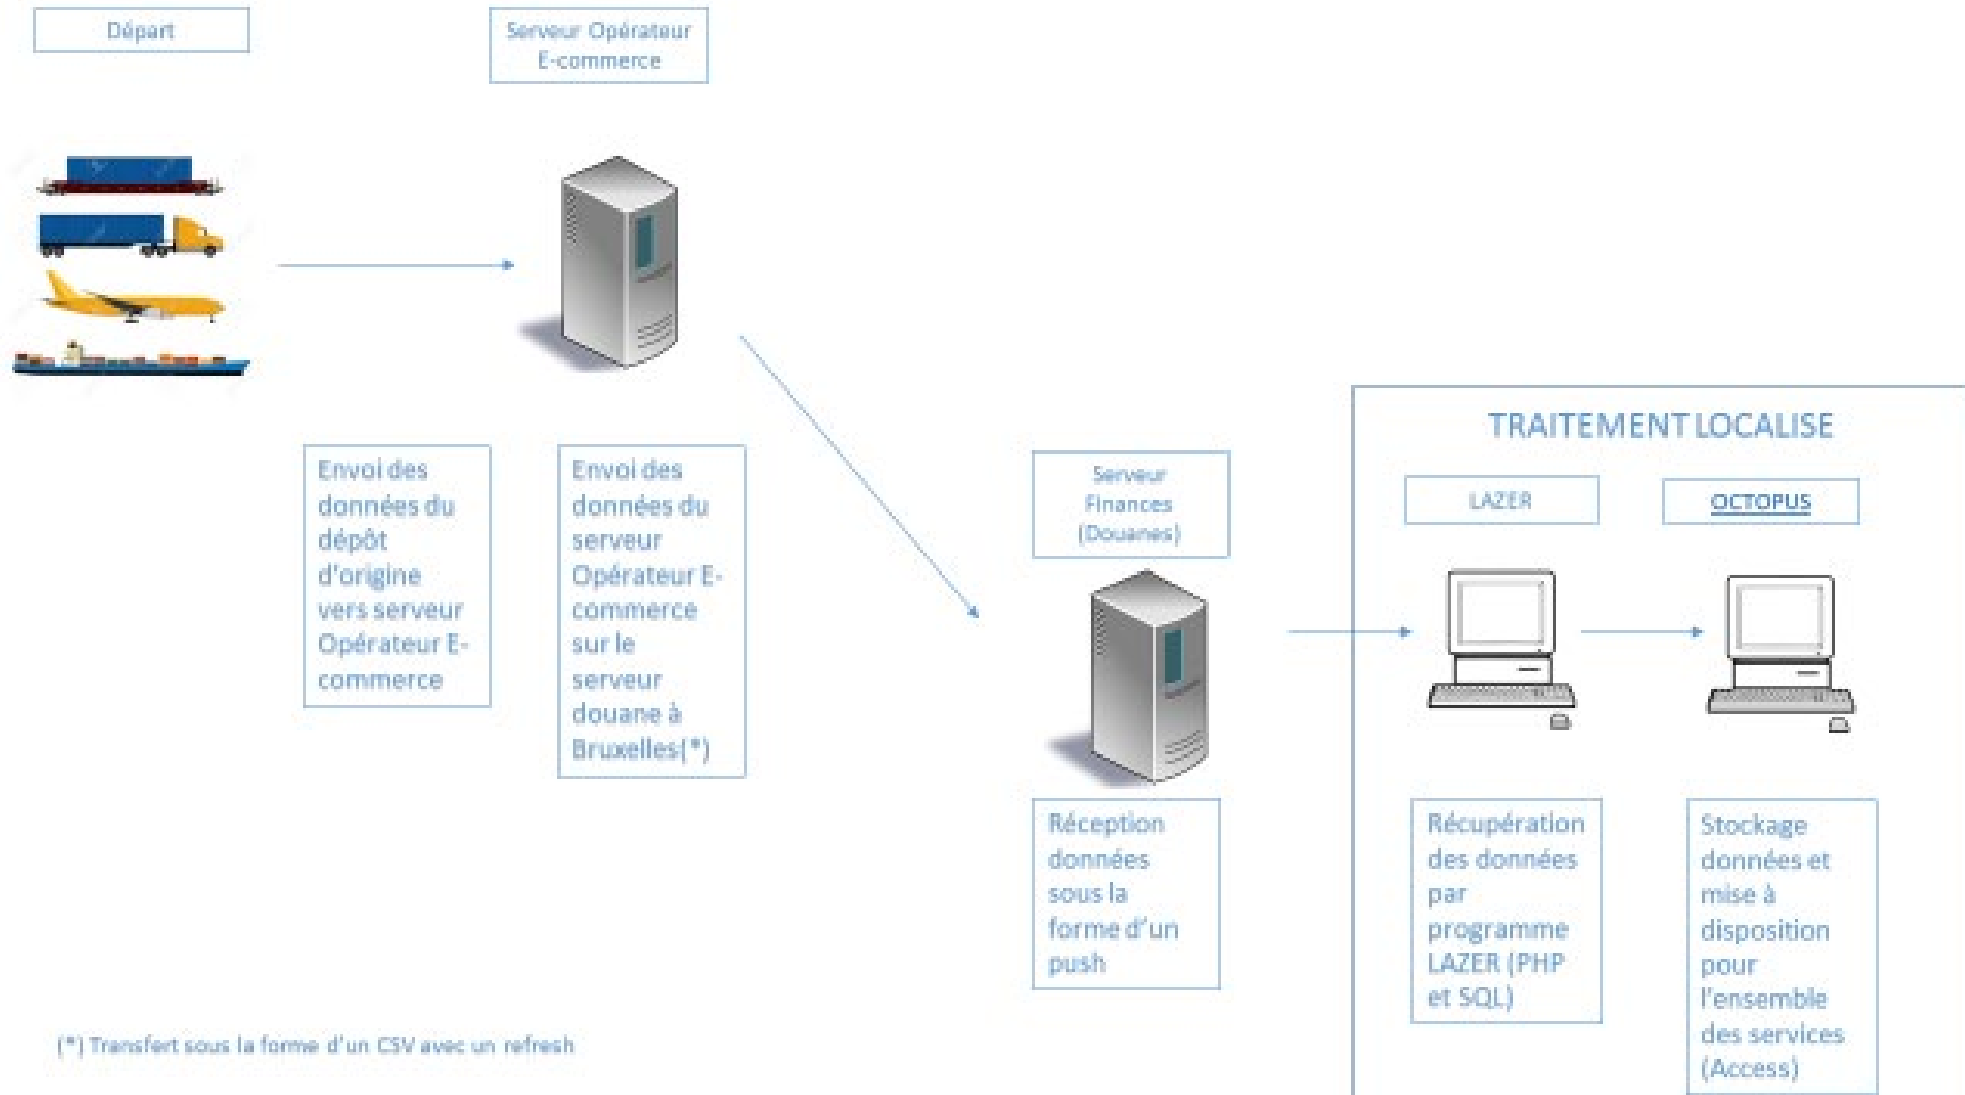 Départ
Serveur Opérateur
E-commerce
Envoi des
données du
dépôt
d'origine
vers serveur
Opérateur E-
commerce
Envoi des
données du
serveur
Opérateur E-
commerce
sur le
serveur
douane à
Bruxelles(*)
Serveur
Finances
(Douanes)
Réception
données
sous la
forme d'un
push
TRAITEMENT LOCALISE
LAZER
OCTOPUS
Récupération
des données
par
programme
LAZER (PHP
et SQL)
Stockage
données et
mise à
disposition
pour
l'ensemble
des services
(Access)
(*) Transfert sous la forme d'un CSV avec un refresh